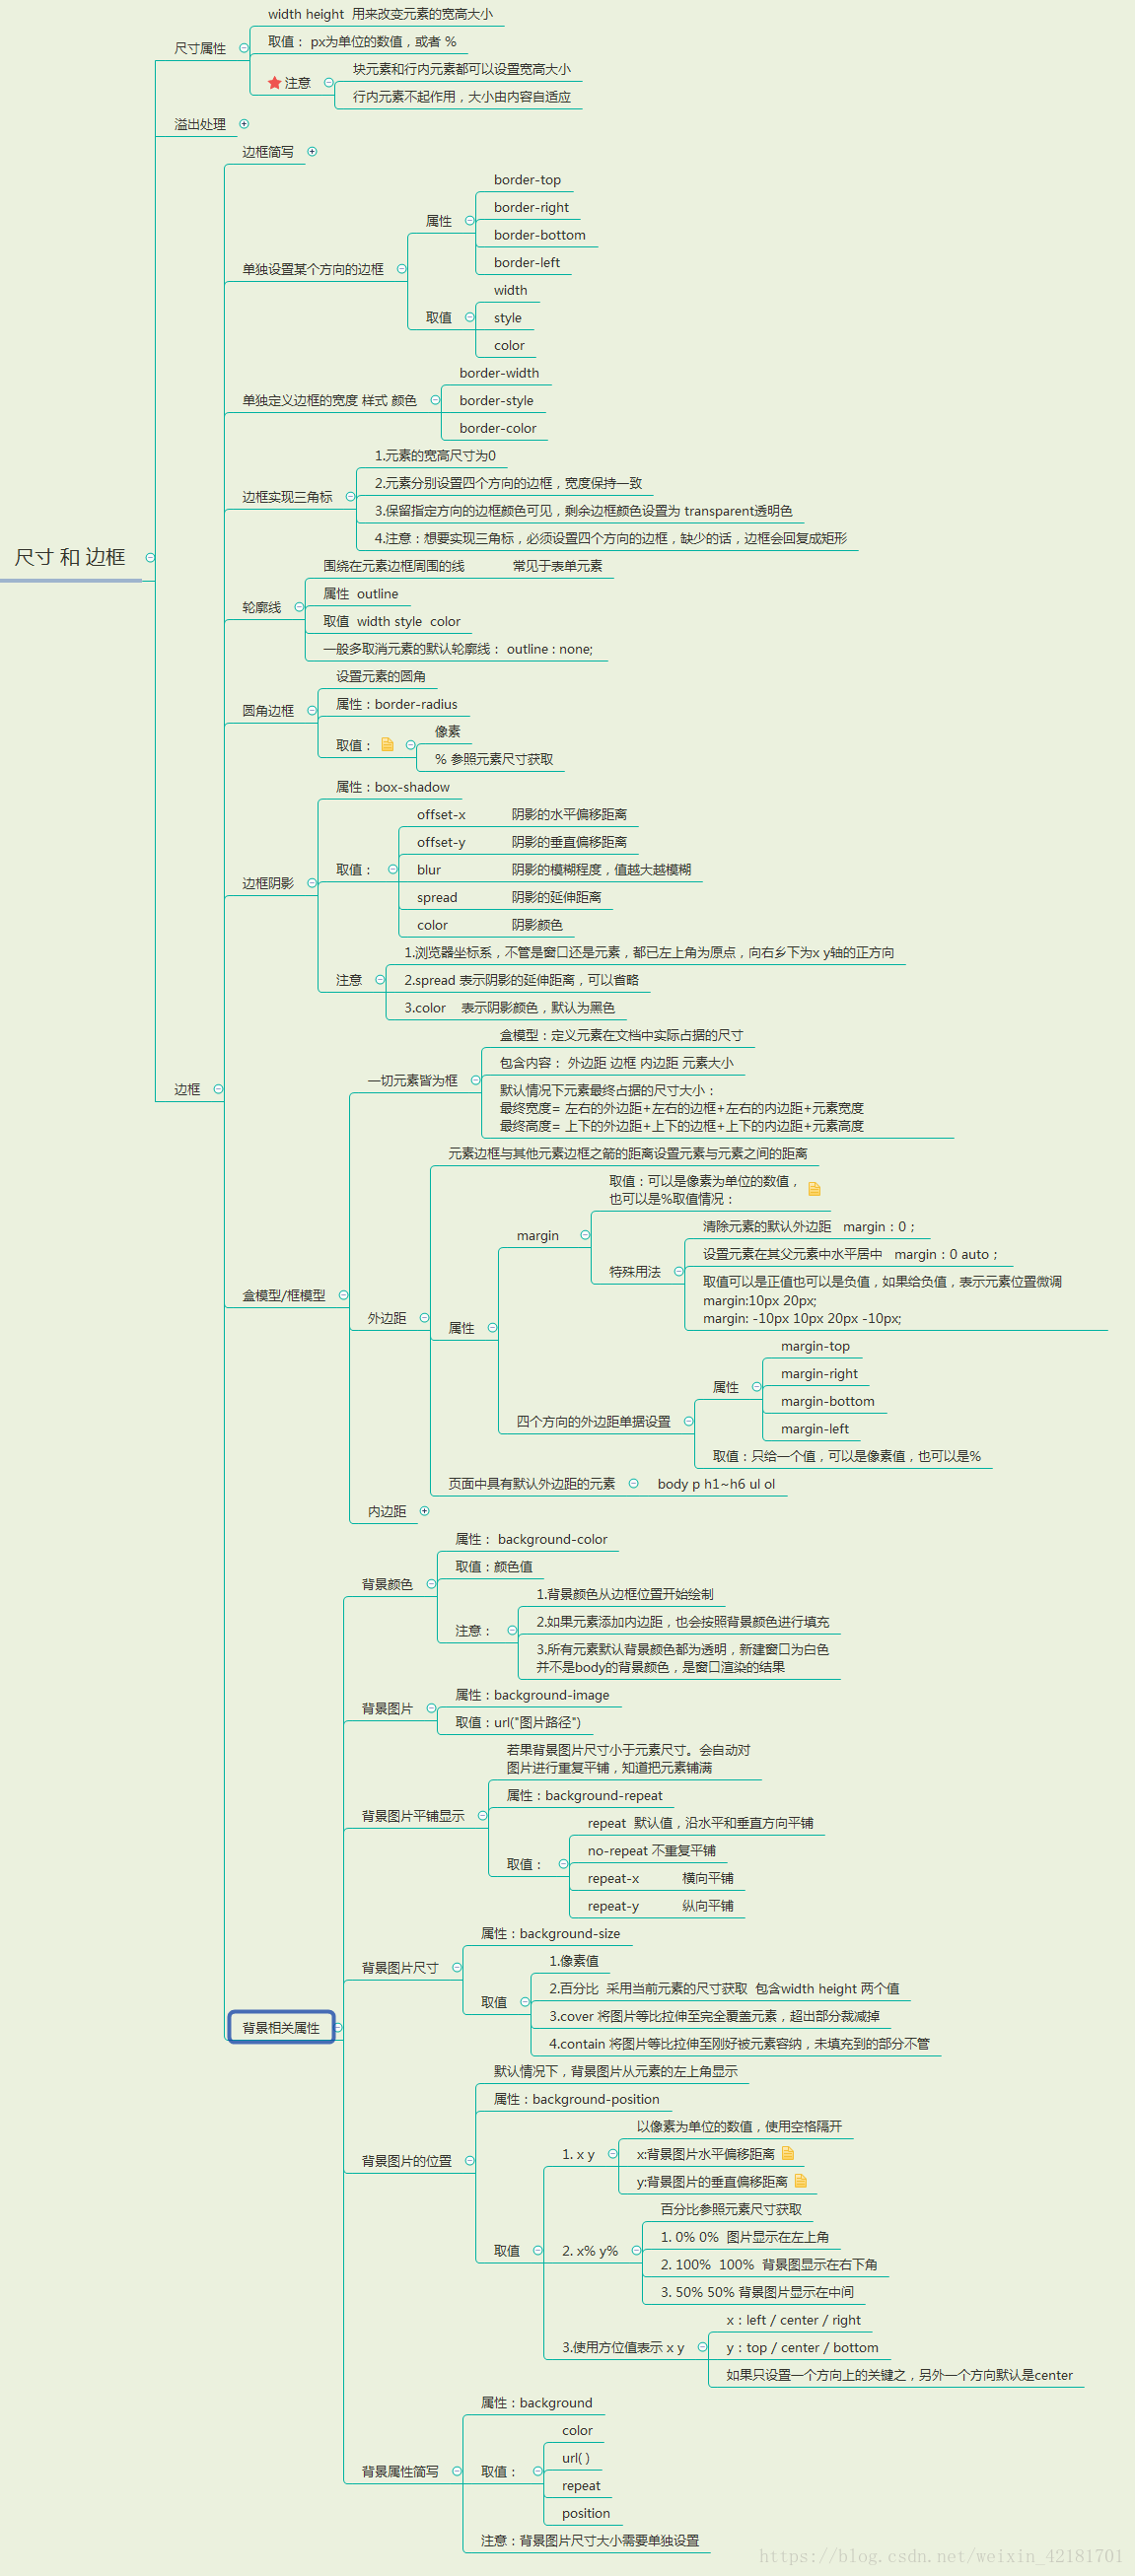 width height 用来改变元素的宽高大小
取值： px为单位的数值，或者 %
尺寸属性
块元素和行内元素都可以设置宽高大小
注意
行内元素不起作用，大小由内容自适应
溢出处理
边框简写
border-top
border-right
属性
border-bottom
border-left
单独设置某个方向的边框
width
取值
style
color
border-width
单独定义边框的宽度 样式 颜色
border-style
border-color
1.元素的宽高尺寸为0
2.元素分别设置四个方向的边框，宽度保持一致
边框实现三角标
3.保留指定方向的边框颜色可见，剩余边框颜色设置为 transparent透明色
4.注意：想要实现三角标，必须设置四个方向的边框，缺少的话，边框会回复成矩形
尺寸 和 边框
围绕在元素边框周围的线 常见于表单元素
属性 outline
轮廓线
取值 width style color
一般多取消元素的默认轮廓线： outline : none;
设置元素的圆角
圆角边框
属性：border-radius
像素
取值：
% 参照元素尺寸获取
属性：box-shadow
offset-x 阴影的水平偏移距离
offset-y 阴影的垂直偏移距离
取值：
blur 阴影的模糊程度，值越大越模糊
边框阴影
spread 阴影的延伸距离
color 阴影颜色
1.浏览器坐标系，不管是窗口还是元素，都已左上角为原点，向右乡下为x y轴的正方向
注意
2.spread 表示阴影的延伸距离，可以省略
3.color 表示阴影颜色，默认为黑色
边框
盒模型：定义元素在文档中实际占据的尺寸
一切元素皆为框
包含内容： 外边距 边框 内边距 元素大小
默认情况下元素最终占据的尺寸大小：
最终宽度= 左右的外边距+左右的边框+左右的内边距+元素宽度
最终高度= 上下的外边距+上下的边框+上下的内边距+元素高度
元素边框与其他元素边框之箭的距离设置元素与元素之间的距离
取值：可以是像素为单位的数值，
也可以是%取值情况：
margin
清除元素的默认外边距 margin：0；
设置元素在其父元素中水平居中 margin：0 auto；
特殊用法
取值可以是正值也可以是负值，如果给负值，表示元素位置微调
margin:10px 20px;
margin: -10px 10px 20px -10px;
盒模型/框模型
外边距
属性
margin-top
margin-right
属性
margin-bottom
margin-left
四个方向的外边距单据设置
取值：只给一个值，可以是像素值，也可以是%
页面中具有默认外边距的元素
body p h1~h6 ul ol
内边距
属性： background-color
取值：颜色值
背景颜色
1.背景颜色从边框位置开始绘制
注意：
2.如果元素添加内边距，也会按照背景颜色进行填充
3.所有元素默认背景颜色都为透明，新建窗口为白色
并不是body的背景颜色，是窗口渲染的结果
属性：background-image
背景图片
取值：url("图片路径")
若果背景图片尺寸小于元素尺寸。会自动对
图片进行重复平铺，知道把元素铺满
属性：background-repeat
背景图片平铺显示
repeat 默认值，沿水平和垂直方向平铺
no-repeat 不重复平铺
取值：
repeat-x 横向平铺
repeat-y 纵向平铺
属性：background-size
背景图片尺寸
1.像素值
2.百分比 采用当前元素的尺寸获取 包含width height 两个值
取值
3.cover 将图片等比拉伸至完全覆盖元素，超出部分裁减掉
4.contain 将图片等比拉伸至刚好被元素容纳，未填充到的部分不管
背景相关属性
默认情况下，背景图片从元素的左上角显示
属性：background-position
以像素为单位的数值，使用空格隔开
1. x y
x:背景图片水平偏移距离
背景图片的位置
y:背景图片的垂直偏移距离
百分比参照元素尺寸获取
1. 0% 0% 图片显示在左上角
取值
2. x% y%
2. 100% 100% 背景图显示在右下角
3. 50% 50% 背景图片显示在中间
x：left / center / right
3.使用方位值表示 x y
y：top / center / bottom
如果只设置一个方向上的关键之，另外一个方向默认是center
属性：background
color
url( )
背景属性简写
取值：
repeat
position
注意：背景图片尺寸大小需要单独设置
https://blog.csdn.net/weixin_42181701